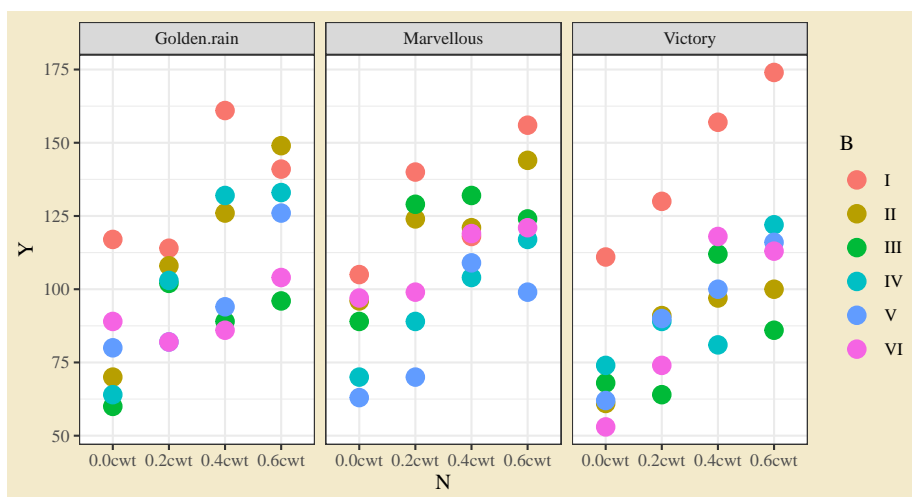 Golden.rain Marvellous Victory
175
150
125
100
75
50
Y
0.0cwt 0.2cwt 0.4cwt 0.6cwt 0.0cwt 0.2cwt 0.4cwt 0.6cwt 0.0cwt 0.2cwt 0.4cwt 0.6cwt
N
B
I
II
III
IV
V
VI